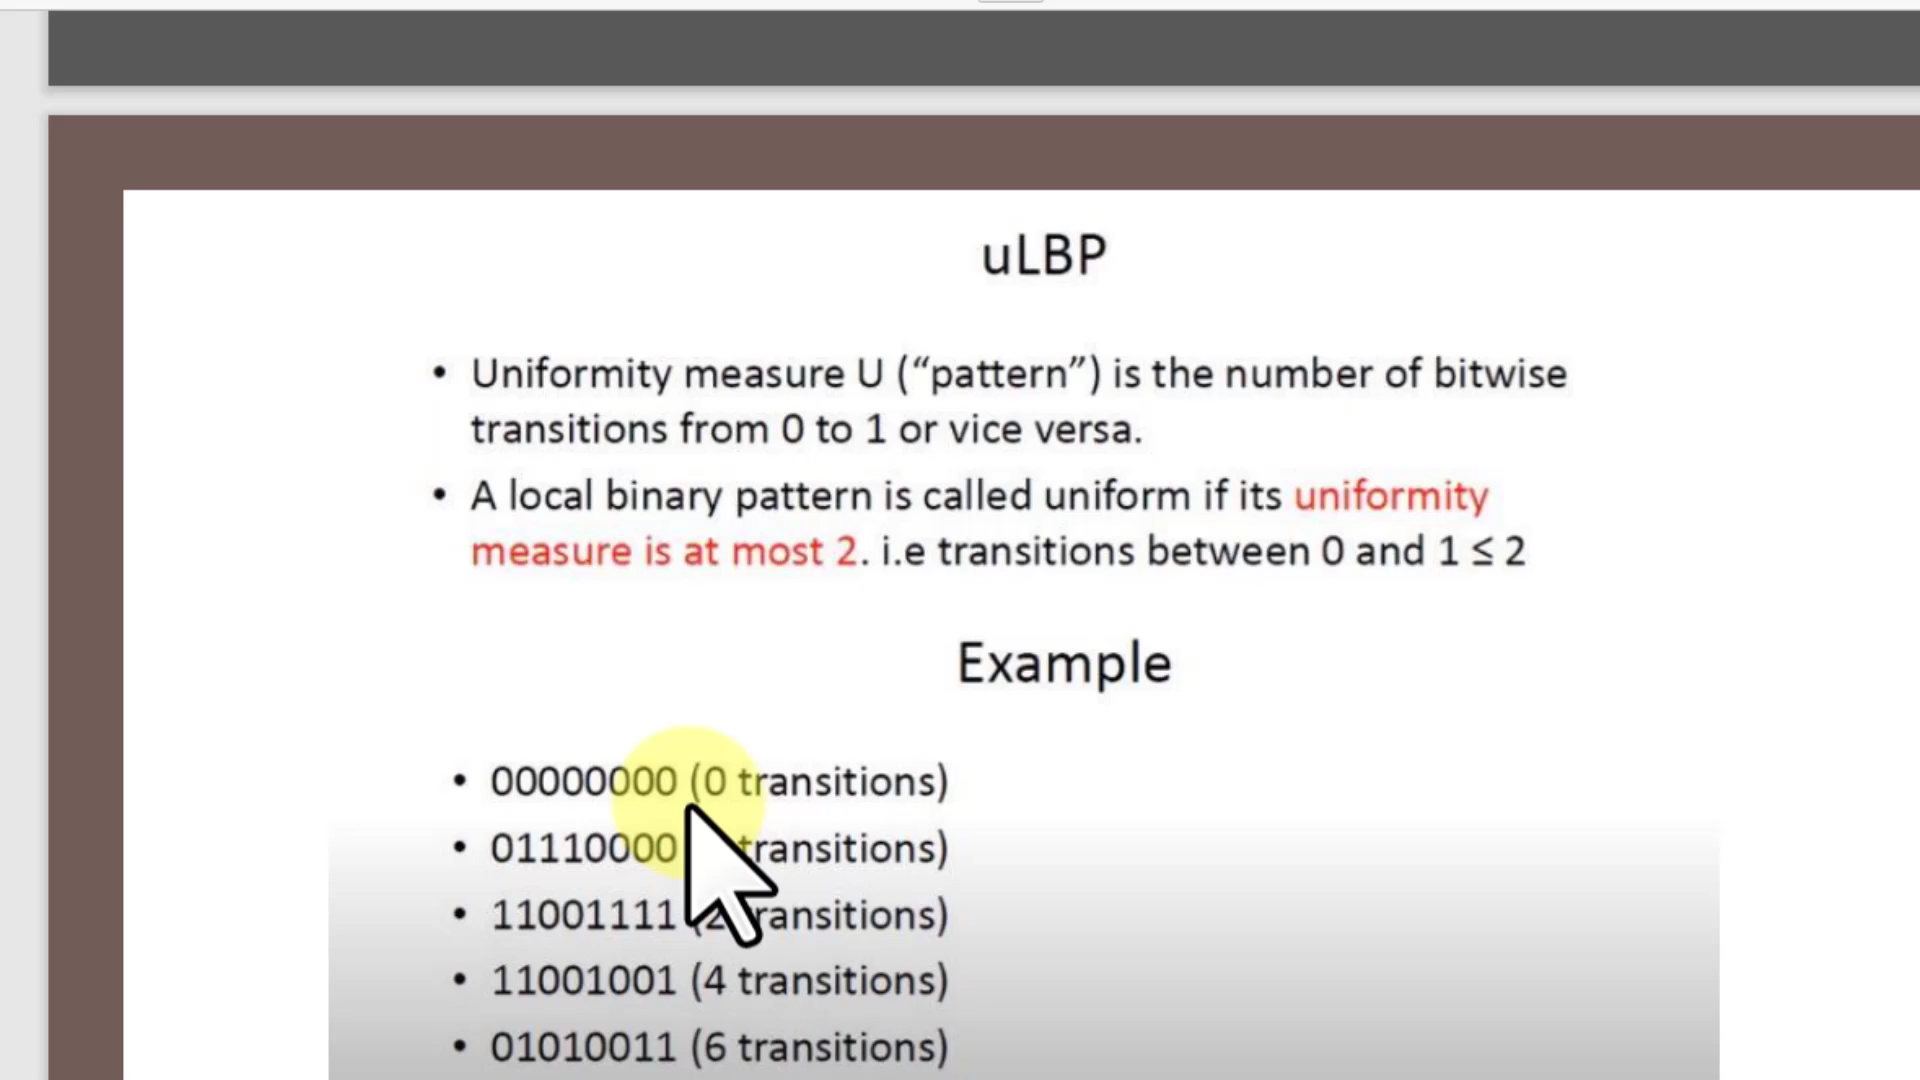 uLBP
• Uniformity measure U (“pattern”) is the number of bitwise
transitions from 0 to 1 or vice versa.
• A local binary pattern is called uniform if its uniformity
measure is at most 2. i.e transitions between 0 and 1 ≤ 2
Example
• 00000000 (0 transitions)
• 01110000 transitions)
• 11001111 (2 transitions)
• 11001001 (4 transitions)
• 01010011 (6 transitions)